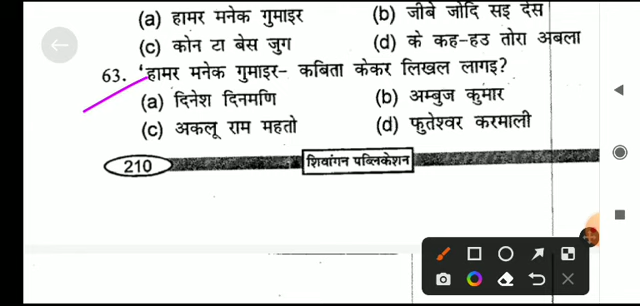 (a) हामर मनेक गुमाइर (b) जीबे जोदि सइ देस
(c) कोन टा बेस जुग (d) के कह-हउ तोरा अबला
63. 'हामर मनेक गुमाइर- कबिता केकर लिखल लागइ?
(a) दिनेश दिनमणि (b) अम्बुज कुमार
(c) अकलू राम महतो (d) फुतेश्वर करमाली
210 शिवांगन पब्लिकेशन